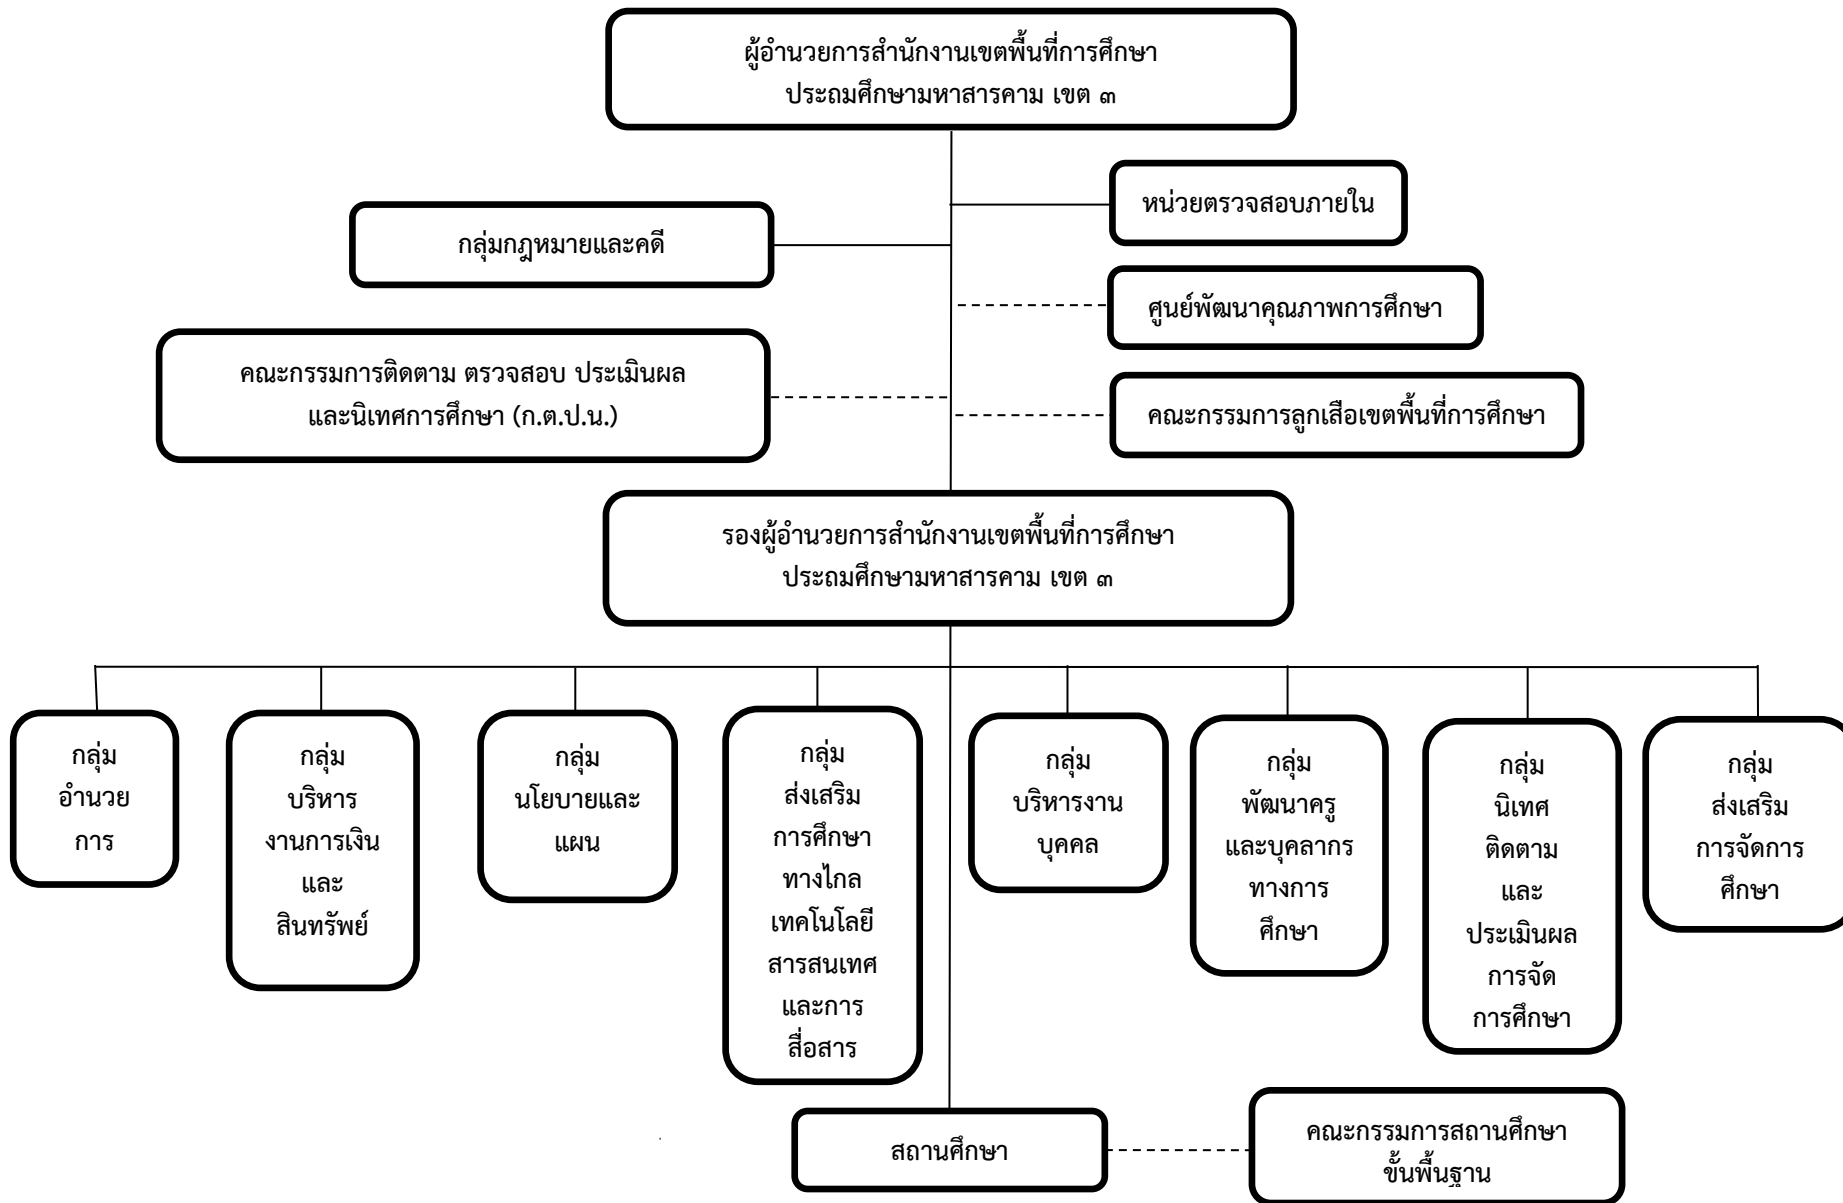 ผู้อำนวยการสำนักงานเขตพื้นที่การศึกษา
ประถมศึกษามหาสารคาม เขต ๓
หน่วยตรวจสอบภายใน
กลุ่มกฎหมายและคดี
ศูนย์พัฒนาคุณภาพการศึกษา
คณะกรรมการติดตาม ตรวจสอบ ประเมินผล
และนิเทศการศึกษา (ก.ต.ป.น.)
คณะกรรมการลูกเสือเขตพื้นที่การศึกษา
รองผู้อำนวยการสำนักงานเขตพื้นที่การศึกษา
ประถมศึกษามหาสารคาม เขต ๓
กลุ่ม
อำนวย
การ
กลุ่ม
บริหาร
งานการเงิน
และ
สินทรัพย์
กลุ่ม
นโยบายและ
แผน
กลุ่ม
ส่งเสริม
การศึกษา
ทางไกล
เทคโนโลยี
สารสนเทศ
และการ
สื่อสาร
กลุ่ม
บริหารงาน
บุคคล
กลุ่ม
พัฒนาครู
และบุคลากร
ทางการ
ศึกษา
กลุ่ม
นิเทศ
ติดตาม
และ
ประเมินผล
การจัด
การศึกษา
กลุ่ม
ส่งเสริม
การจัดการ
ศึกษา
สถานศึกษา
คณะกรรมการสถานศึกษา
ขั้นพื้นฐาน